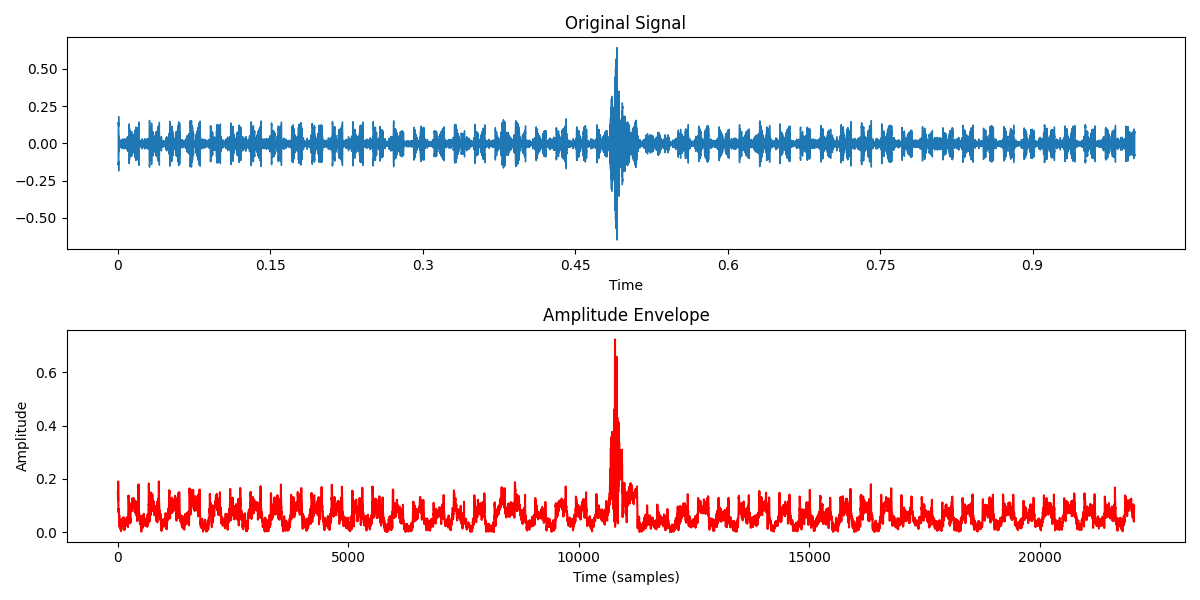 Original Signal
0.50
0.25
0.00
−0.25
−0.50
0 0.15 0.3 0.45 0.6 0.75 0.9
Time
Amplitude Envelope
Amplitude
0.6
0.4
0.2
0.0
0 5000 10000 15000 20000
Time (samples)